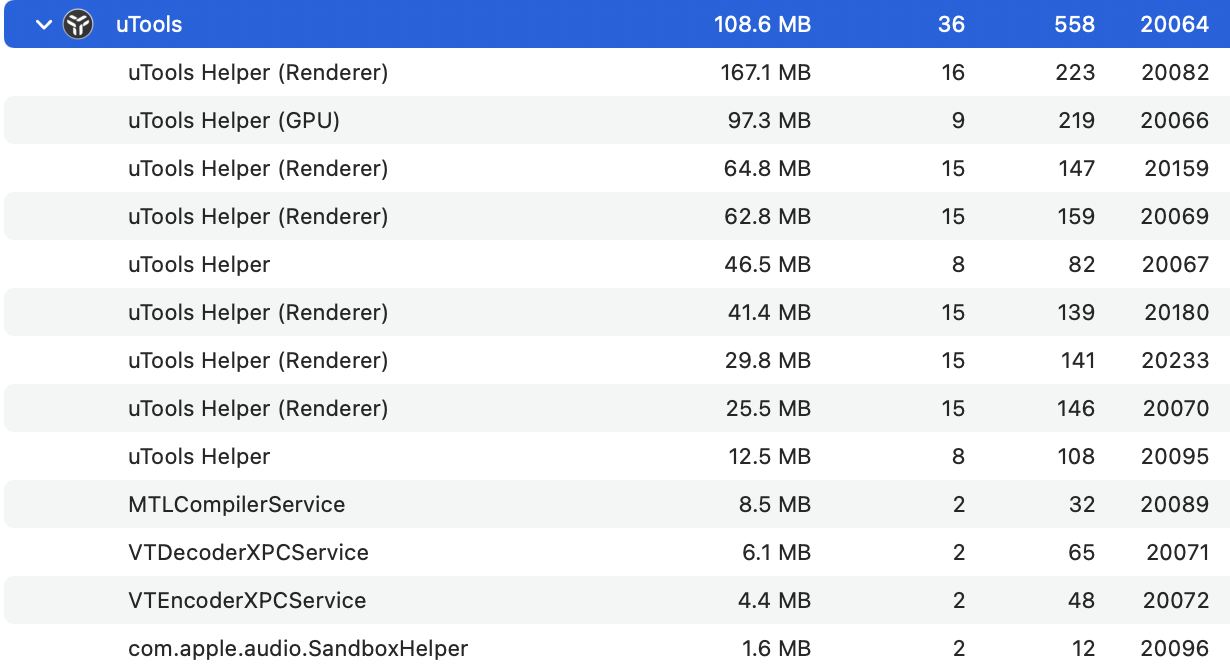 uTools 108.6 MB 36 558 20064
uTools Helper (Renderer) 167.1 MB 16 223 20082
uTools Helper (GPU) 97.3 MB 9 219 20066
uTools Helper (Renderer) 64.8 MB 15 147 20159
uTools Helper (Renderer) 62.8 MB 15 159 20069
uTools Helper 46.5 MB 8 82 20067
uTools Helper (Renderer) 41.4 MB 15 139 20180
uTools Helper (Renderer) 29.8 MB 15 141 20233
uTools Helper (Renderer) 25.5 MB 15 146 20070
uTools Helper 12.5 MB 8 108 20095
MTLCompilerService 8.5 MB 2 32 20089
VTDecoderXPCService 6.1 MB 2 65 20071
VTEncoderXPCService 4.4 MB 2 48 20072
com.apple.audio.SandboxHelper 1.6 MB 2 12 20096